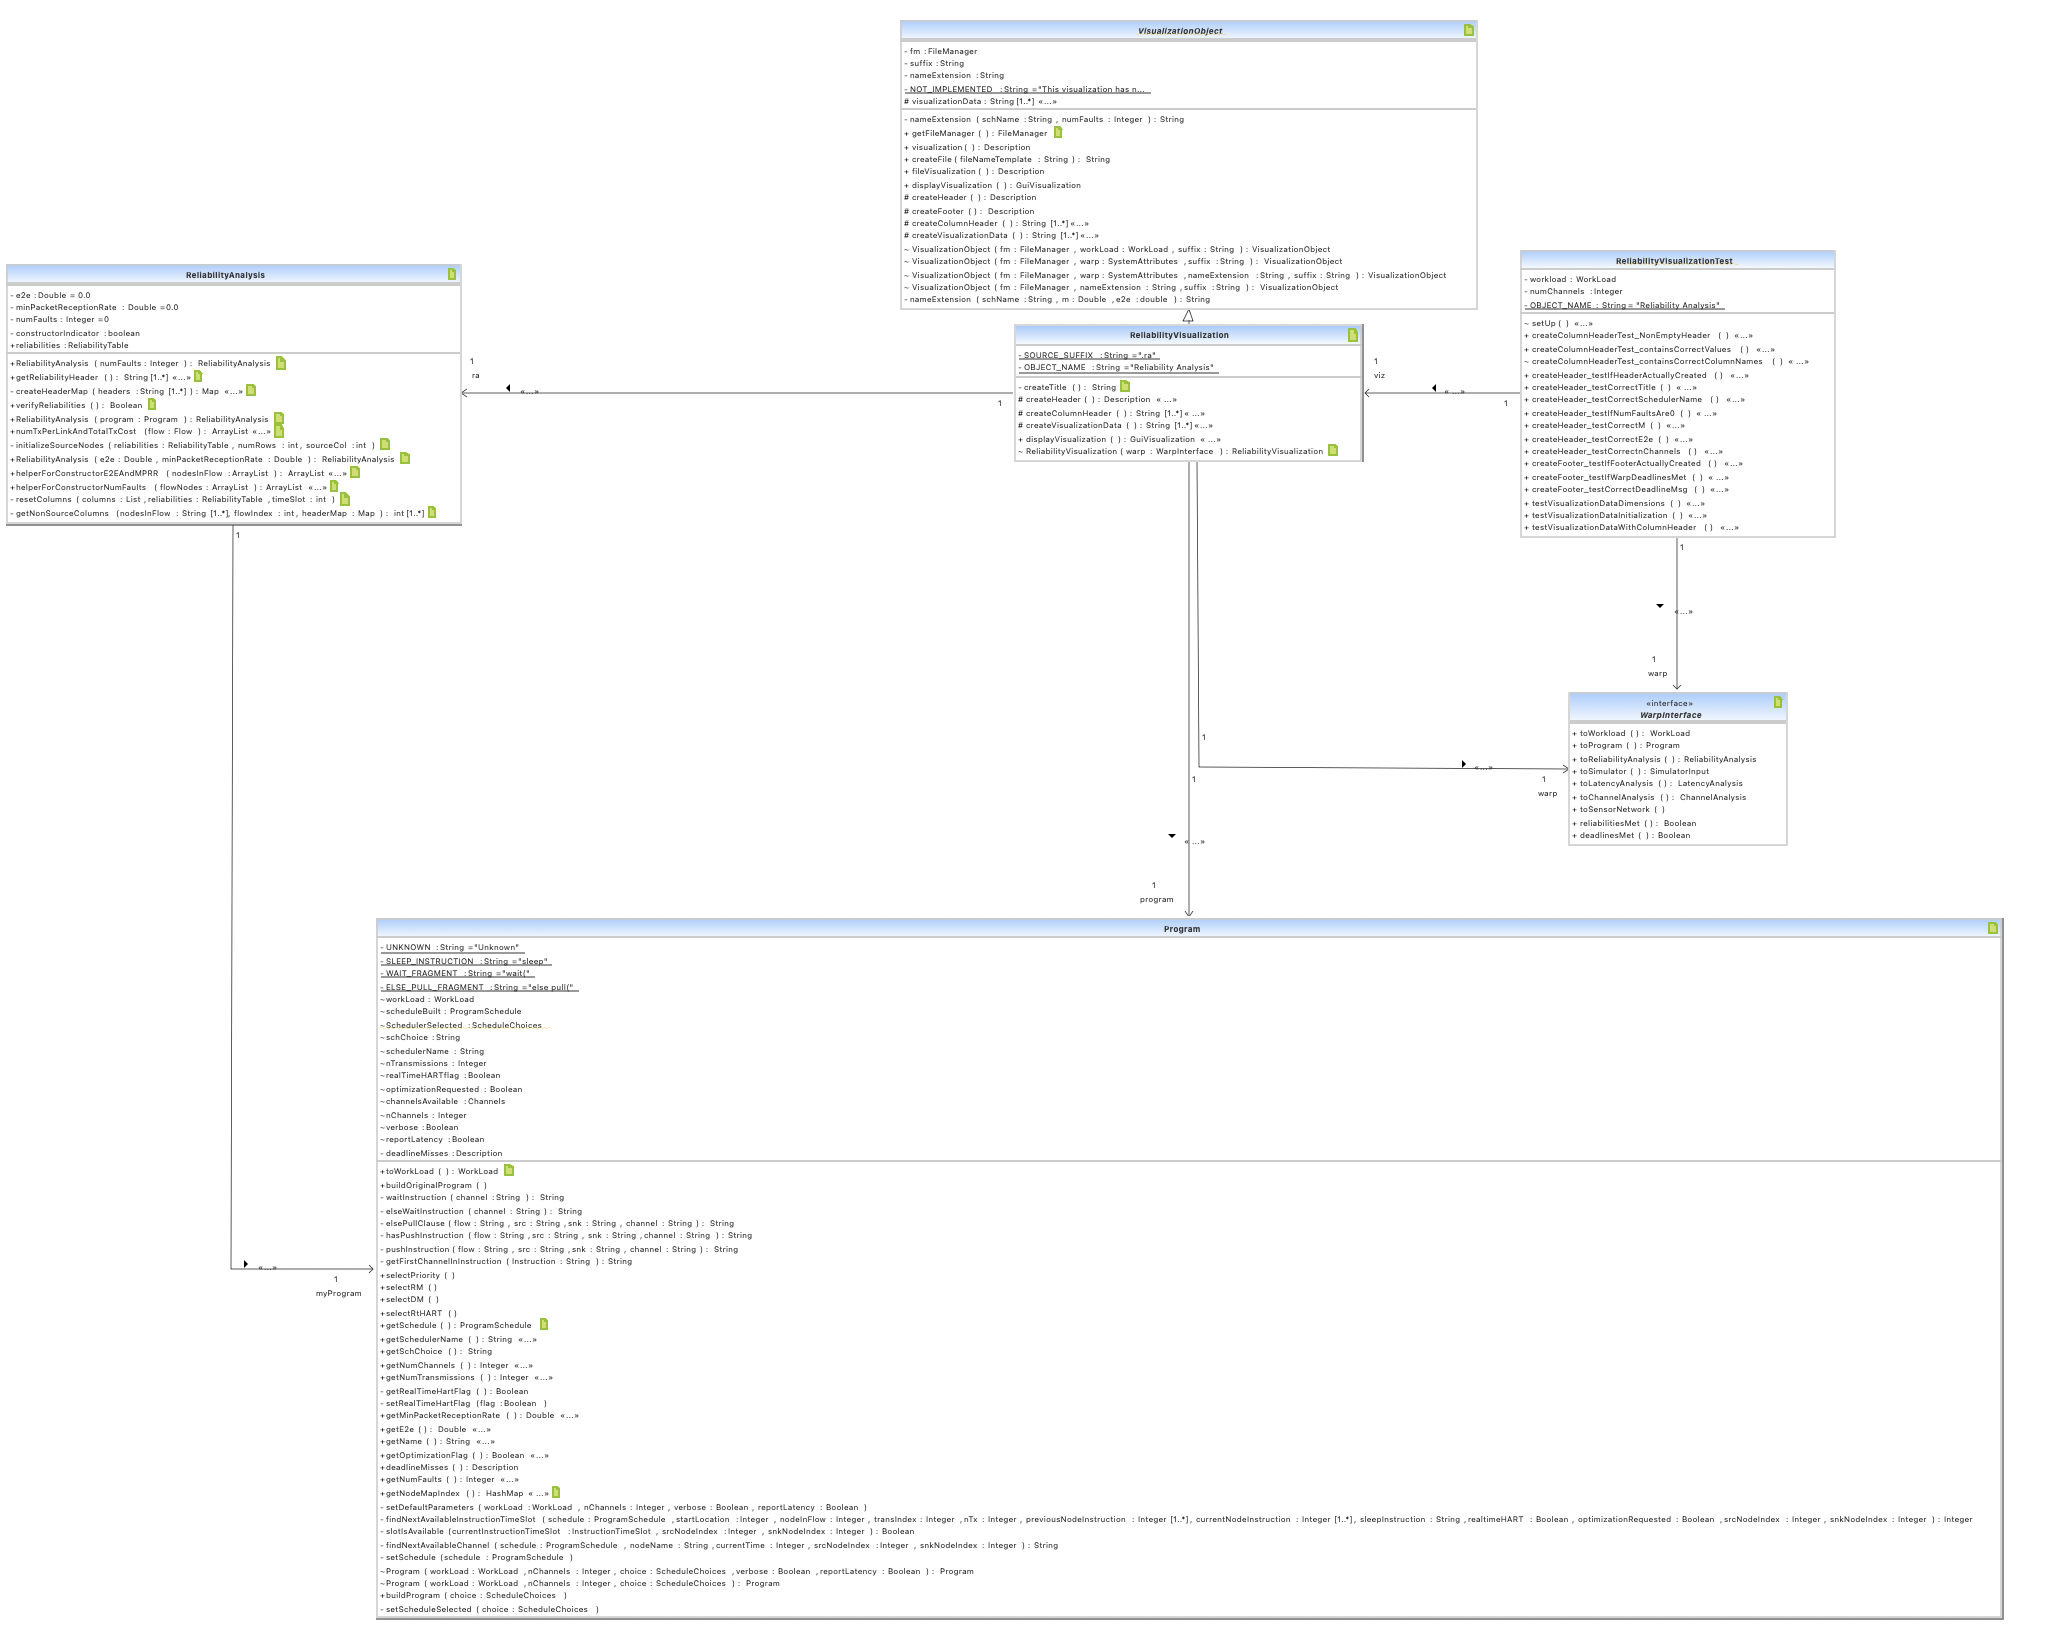 VisualizationObject
- fm : FileManager
- suffix : String
- nameExtension : String
- NOT_IMPLEMENTED : String ="This visualization has n...
# visualizationData : String [1..*] «...»
- nameExtension ( schName : String , numFaults : Integer ) : String
+ getFileManager ( ) : FileManager
+ visualization ( ) : Description
+ createFile ( fileNameTemplate : String ) : String
+ fileVisualization ( ) : Description
+ displayVisualization ( ) : GuiVisualization
# createHeader ( ) : Description
# createFooter ( ) : Description
# createColumnHeader ( ) : String [1..*] «...»
# createVisualizationData ( ) : String [1..*] «...»
~ VisualizationObject ( fm : FileManager , workLoad : WorkLoad , suffix : String ) : VisualizationObject
~ VisualizationObject ( fm : FileManager , warp : SystemAttributes , suffix : String ) : VisualizationObject
~ VisualizationObject ( fm : FileManager , warp : SystemAttributes , nameExtension : String , suffix : String ) : VisualizationObject
~ VisualizationObject ( fm : FileManager , nameExtension : String , suffix : String ) : VisualizationObject
- nameExtension ( schName : String , m : Double , e2e : double ) : String
ReliabilityAnalysis
- e2e : Double = 0.0
- minPacketReceptionRate : Double =0.0
- numFaults : Integer =0
- constructorIndicator : boolean
+reliabilities : ReliabilityTable
+ReliabilityAnalysis ( numFaults : Integer ) : ReliabilityAnalysis
+getReliabilityHeader ( ) : String [1..*] «...»
- createHeaderMap ( headers : String [1..*] ) : Map «...»
+verifyReliabilities ( ) : Boolean
+ReliabilityAnalysis ( program : Program ) : ReliabilityAnalysis
+numTxPerLinkAndTotalTxCost (flow : Flow ) : ArrayList «...»
- initializeSourceNodes ( reliabilities : ReliabilityTable , numRows : int , sourceCol : int )
+ReliabilityAnalysis ( e2e : Double , minPacketReceptionRate : Double ) : ReliabilityAnalysis
+helperForConstructorE2EAndMPRR ( nodesInFlow : ArrayList ) : ArrayList «...»
+helperForConstructorNumFaults ( flowNodes : ArrayList ) : ArrayList «...»
- resetColumns ( columns : List , reliabilities : ReliabilityTable , timeSlot : int )
- getNonSourceColumns (nodesInFlow : String [1..*], flowIndex : int , headerMap : Map ) : int [1..*]
1
ra
«...»
1
ReliabilityVisualization
- SOURCE_SUFFIX : String =".ra"
- OBJECT_NAME : String ="Reliability Analysis"
- createTitle ( ) : String
# createHeader ( ) : Description «...»
# createColumnHeader ( ) : String [1..*] «...»
# createVisualizationData ( ) : String [1..*] «...»
+ displayVisualization ( ) : GuiVisualization «...»
~ ReliabilityVisualization ( warp : WarpInterface ) : ReliabilityVisualization
1
viz
«...»
1
ReliabilityVisualizationTest
- workload : WorkLoad
- numChannels : Integer
- OBJECT_NAME : String = "Reliability Analysis"
~ setUp ( ) «...»
+ createColumnHeaderTest_NonEmptyHeader ( ) «...»
+ createColumnHeaderTest_containsCorrectValues ( ) «...»
~ createColumnHeaderTest_containsCorrectColumnNames ( ) «...»
+ createHeader_testIfHeaderActuallyCreated ( ) «...»
+ createHeader_testCorrectTitle ( ) «...»
+ createHeader_testCorrectSchedulerName ( ) «...»
+ createHeader_testIfNumFaultsAre0 ( ) «...»
+ createHeader_testCorrectM ( ) «...»
+ createHeader_testCorrectE2e ( ) «...»
+ createHeader_testCorrectnChannels ( ) «...»
+ createFooter_testIfFooterActuallyCreated ( ) «...»
+ createFooter_testIfWarpDeadlinesMet ( ) «...»
+ createFooter_testCorrectDeadlineMsg ( ) «...»
+ testVisualizationDataDimensions ( ) «...»
+ testVisualizationDataInitialization ( ) «...»
+ testVisualizationDataWithColumnHeader ( ) «...»
1
1
«...»
1
warp
«interface»
WarpInterface
+ toWorkload ( ) : WorkLoad
+ toProgram ( ) : Program
+ toReliabilityAnalysis ( ) : ReliabilityAnalysis
+ toSimulator ( ) : SimulatorInput
+ toLatencyAnalysis ( ) : LatencyAnalysis
+ toChannelAnalysis ( ) : ChannelAnalysis
+ toSensorNetwork ( )
+ reliabilitiesMet ( ) : Boolean
+ deadlinesMet ( ) : Boolean
1
«...»
1
warp
1
«...»
1
program
Program
- UNKNOWN : String ="Unknown"
- SLEEP_INSTRUCTION : String ="sleep"
- WAIT_FRAGMENT : String ="wait("
- ELSE_PULL_FRAGMENT : String ="else pull("
~workLoad : WorkLoad
~scheduleBuilt : ProgramSchedule
~SchedulerSelected : ScheduleChoices
~schChoice : String
~schedulerName : String
~nTransmissions : Integer
~realTimeHARTflag : Boolean
~optimizationRequested : Boolean
~channelsAvailable : Channels
~nChannels : Integer
~verbose : Boolean
~reportLatency : Boolean
- deadlineMisses : Description
+toWorkLoad ( ) : WorkLoad
+buildOriginalProgram ( )
- waitInstruction ( channel : String ) : String
- elseWaitInstruction ( channel : String ) : String
- elsePullClause ( flow : String , src : String , snk : String , channel : String ) : String
- hasPushInstruction ( flow : String , src : String , snk : String , channel : String ) : String
- pushInstruction ( flow : String , src : String , snk : String , channel : String ) : String
- getFirstChannelInInstruction ( Instruction : String ) : String
+selectPriority ( )
+selectRM ( )
+selectDM ( )
+selectRtHART ( )
+getSchedule ( ) : ProgramSchedule
+getSchedulerName ( ) : String «...»
+getSchChoice ( ) : String
+getNumChannels ( ) : Integer «...»
+getNumTransmissions ( ) : Integer «...»
- getRealTimeHartFlag ( ) : Boolean
- setRealTimeHartFlag (flag : Boolean )
+getMinPacketReceptionRate ( ) : Double «...»
+getE2e ( ) : Double «...»
+getName ( ) : String «...»
+getOptimizationFlag ( ) : Boolean «...»
+deadlineMisses ( ) : Description
+getNumFaults ( ) : Integer «...»
+getNodeMapIndex ( ) : HashMap «...»
- setDefaultParameters ( workLoad : WorkLoad , nChannels : Integer , verbose : Boolean , reportLatency : Boolean )
- findNextAvailableInstructionTimeSlot ( schedule : ProgramSchedule , startLocation : Integer , nodeInFlow : Integer , transIndex : Integer , nTx : Integer , previousNodeInstruction : Integer [1..*], currentNodeInstruction : Integer [1..*], sleepInstruction : String , realtimeHART : Boolean , optimizationRequested : Boolean , srcNodeIndex : Integer , snkNodeIndex : Integer ) : Integer
- slotIsAvailable (currentInstructionTimeSlot : InstructionTimeSlot , srcNodeIndex : Integer , snkNodeIndex : Integer ) : Boolean
- findNextAvailableChannel ( schedule : ProgramSchedule , nodeName : String , currentTime : Integer , srcNodeIndex : Integer , snkNodeIndex : Integer ) : String
- setSchedule (schedule : ProgramSchedule )
~Program ( workLoad : WorkLoad , nChannels : Integer , choice : ScheduleChoices , verbose : Boolean , reportLatency : Boolean ) : Program
~Program ( workLoad : WorkLoad , nChannels : Integer , choice : ScheduleChoices ) : Program
+buildProgram ( choice : ScheduleChoices )
- setScheduleSelected ( choice : ScheduleChoices )
«...»
1
myProgram